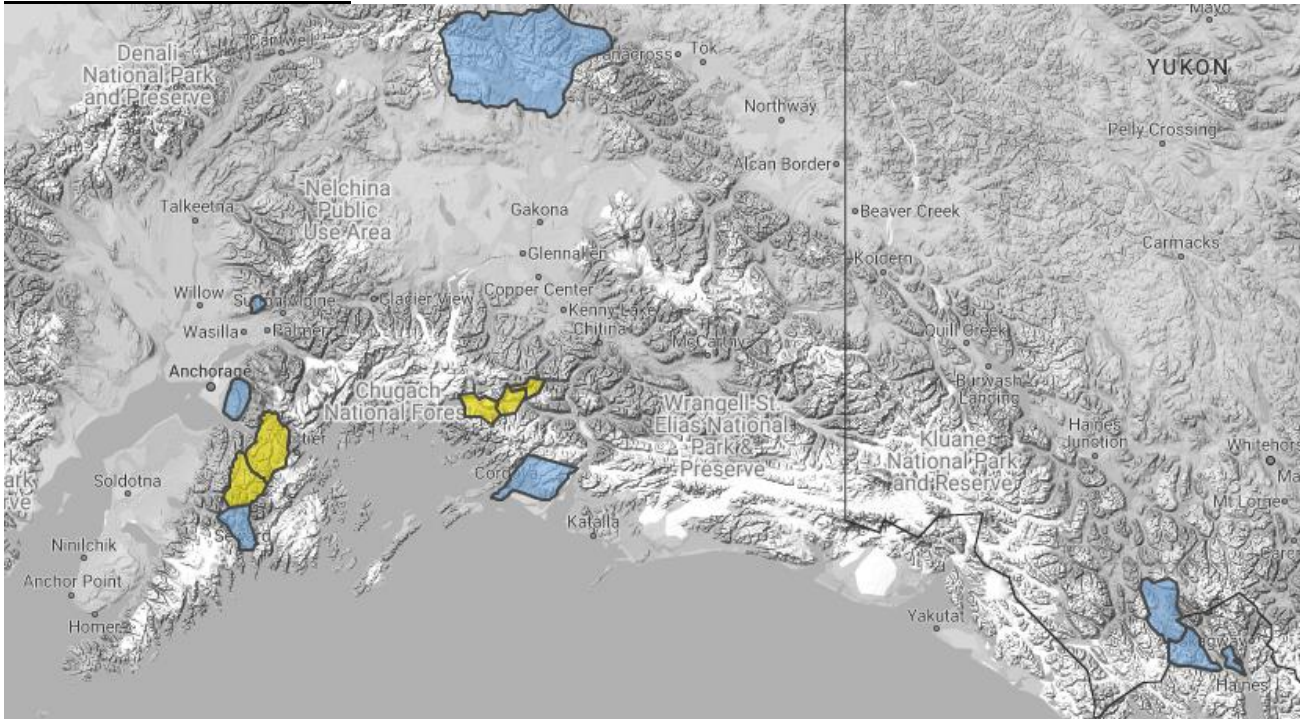 Mayo
Cantwell
Denali
National Park
and Preserve
Tok
YUKON
Northway
Pelly Crossing
Alcan Border
Nelchina
Public
Use Area
Talkeetna
Gakona
Beaver Creek
Carmacks
Glennallen
Koidern
Willow
Copper Center
Glacier View
Kenny Lake
Chitina
Wasilla
Palmer
Quill Creek
McCarthy
Anchorage
Burwash
Landing
Chugach
National Fores
Wrangell St.
Elias National
Park &
Preserve
Haines
Junction
Kluane
National Park
and Reserve
Whitehors
Soldotna
Mt Lorne
Katalla
Ninilchik
Anchor Point
Homer
Yakutat
Haines